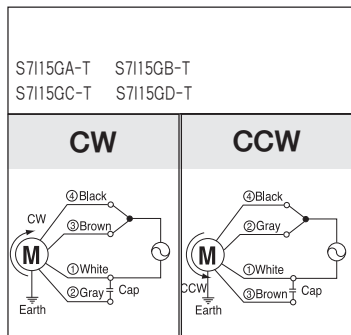 S7I15GA-T S7I15GB-T
S7I15GC-T S7I15GD-T
CW CCW
④Black
CW
③Brown
M
①White
②Gray Cap
Earth
④Black
②Gray
M
①White
CCW
③Brown Cap
Earth